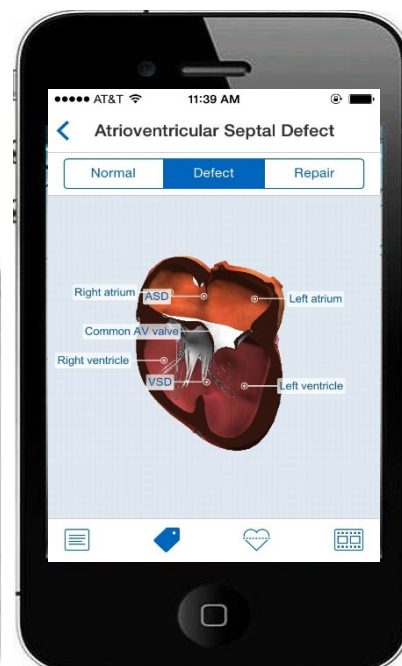 AT&T 11:39 AM
Atrioventricular Septal Defect
Normal Defect Repair
Right atrium ASD Left atrium
Common AV valve
Right ventricle
VSD Left ventricle